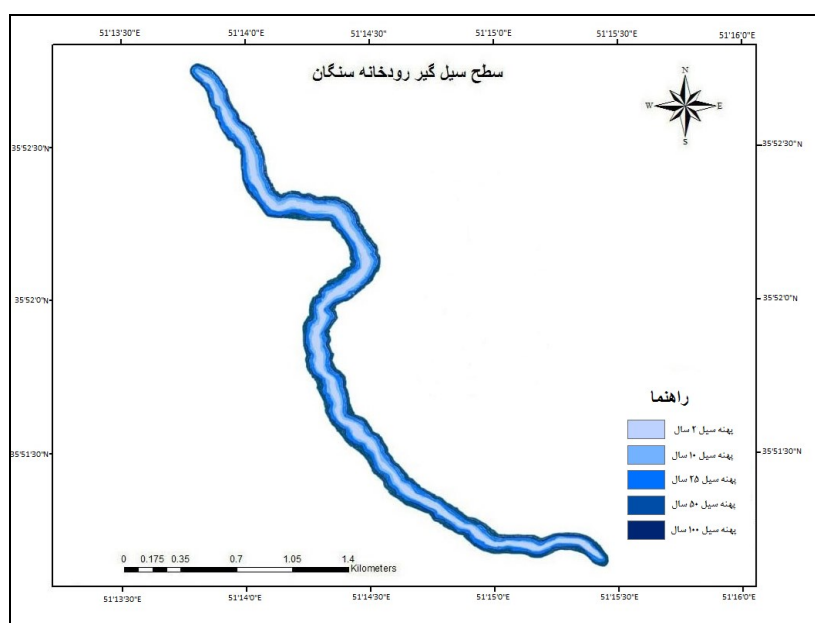 51°13'30"E 51°14'0"E 51°14'30"E 51°15'0"E 51°15'30"E 51°16'0"E
سطح سیل گیر رودخانه سنگان
N
W E
S
35°52'30"N 35°52'30"N
35°52'0"N 35°52'0"N
35°51'30"N 35°51'30"N
راهنما
پهنه سیل ۲ سال
پهنه سیل ۱۰ سال
پهنه سیل ۲۵ سال
پهنه سیل ۵۰ سال
پهنه سیل ۱۰۰ سال
0 0.175 0.35 0.7 1.05 1.4
Kilometers
51°13'30"E 51°14'0"E 51°14'30"E 51°15'0"E 51°15'30"E 51°16'0"E